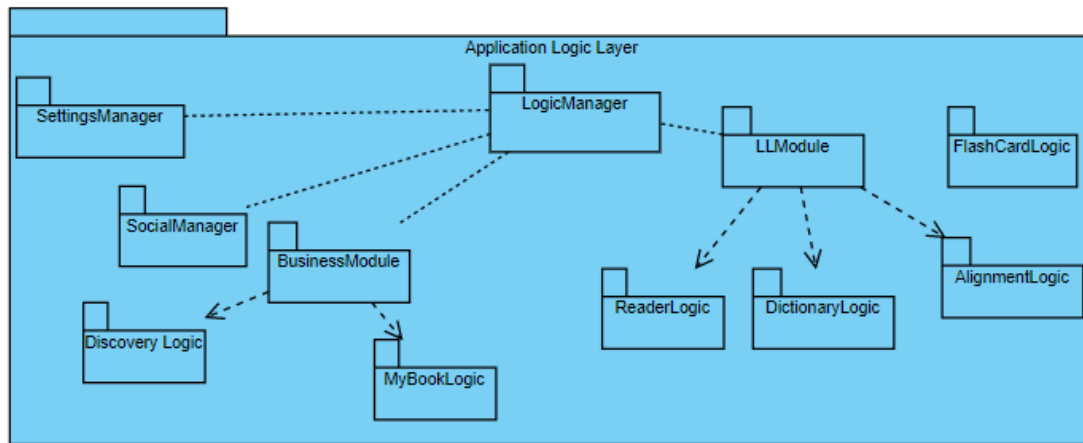 Application Logic Layer
SettingsManager
LogicManager
LLModule
FlashCardLogic
SocialManager
BusinessModule
ReaderLogic
DictionaryLogic
AlignmentLogic
Discovery Logic
MyBookLogic